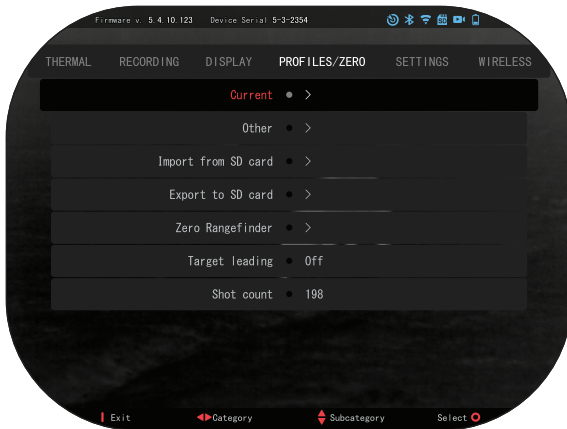 Firmware v. 5.4.10.123 Device Serial 5-3-2354
THERMAL RECORDING DISPLAY PROFILES/ZERO SETTINGS WIRELESS
Current >
Other >
Import from SD card >
Export to SD card >
Zero Rangefinder >
Target leading Off
Shot count 198
Exit Category Subcategory Select